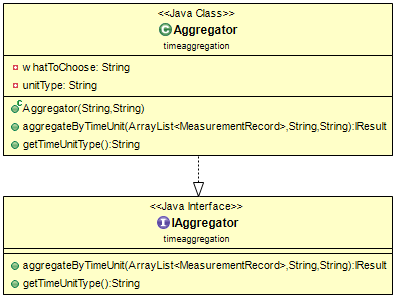 <<Java Class>>
Aggregator
timeaggregation
whatToChoose: String
unitType: String
Aggregator(String,String)
aggregateByTimeUnit(ArrayList<MeasurementRecord>,String,String):IResult
getTimeUnitType():String
<<Java Interface>>
IAggregator
timeaggregation
aggregateByTimeUnit(ArrayList<MeasurementRecord>,String,String):IResult
getTimeUnitType():String